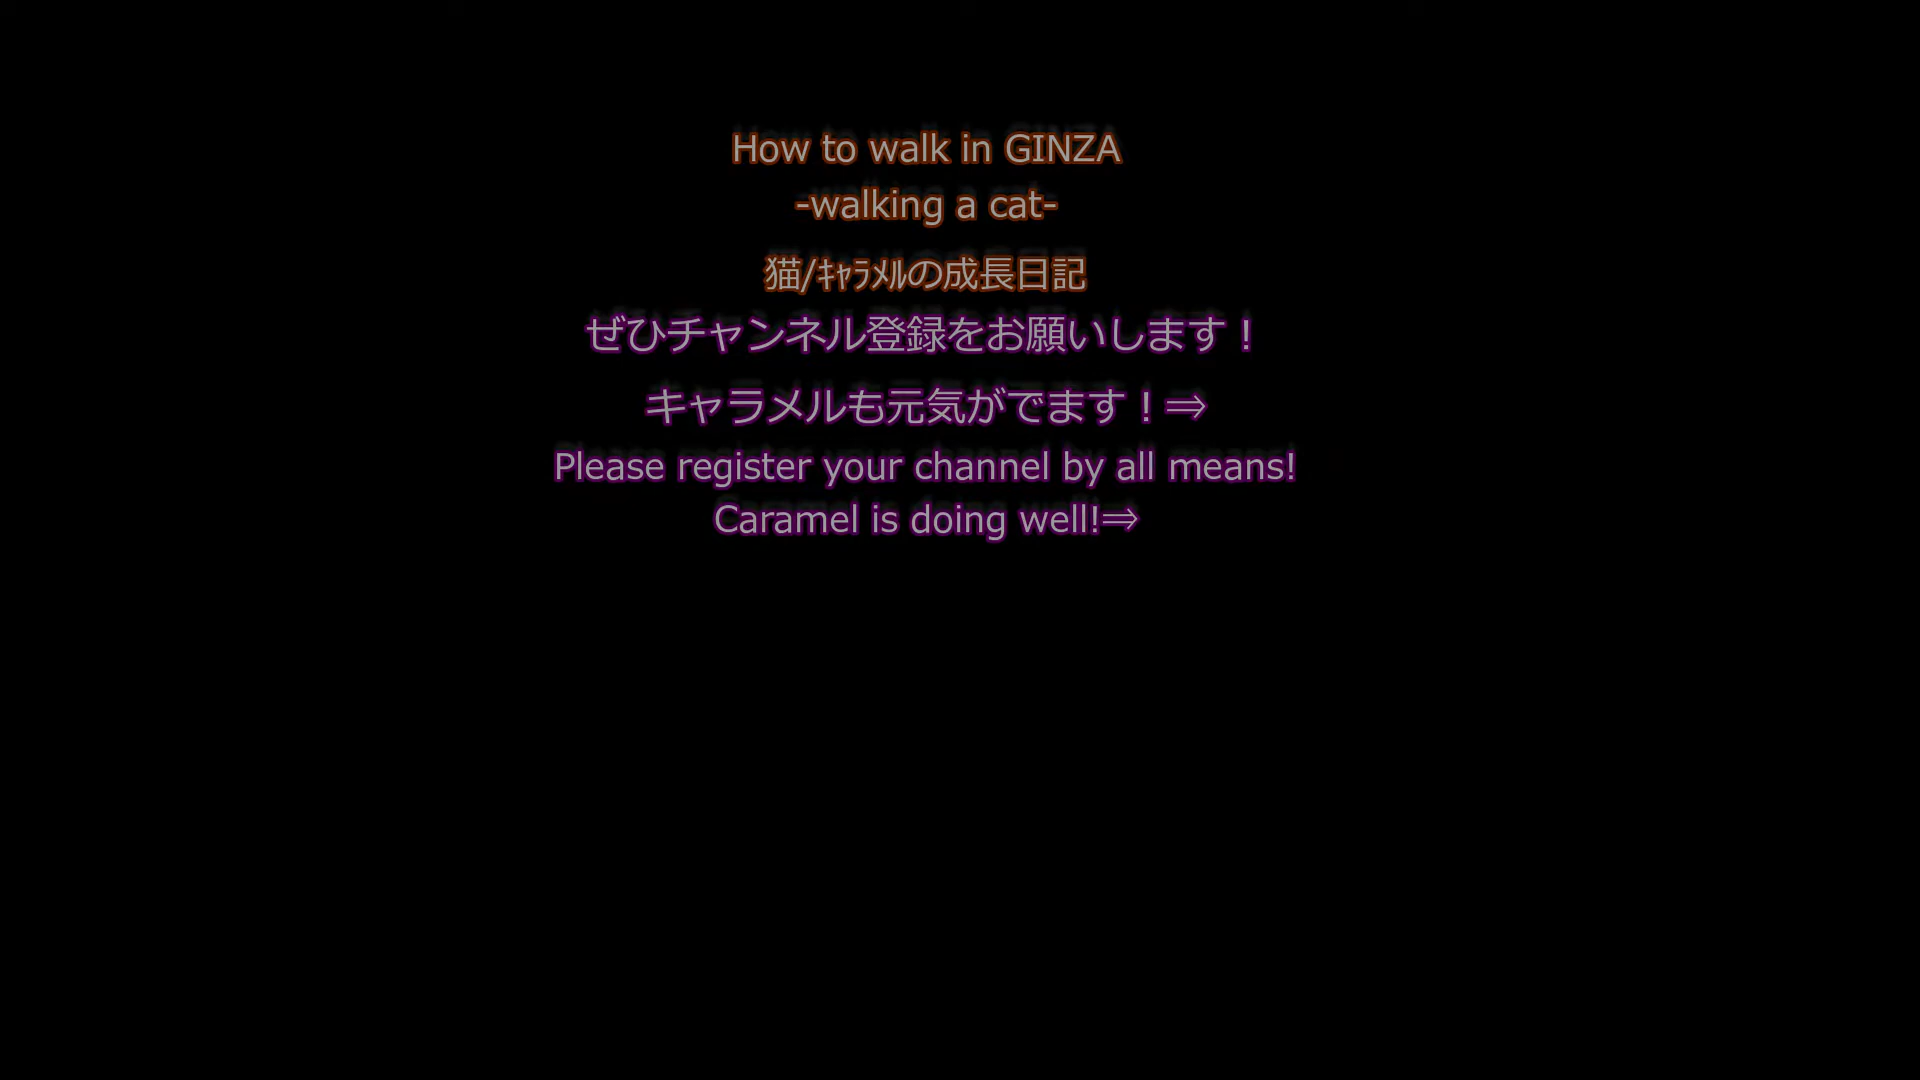 How to walk in GINZA
-walking a cat-
猫/ｷｬﾗﾒﾙの成長日記
ぜひチャンネル登録をお願いします！
キャラメルも元気がでます！⇒
Please register your channel by all means!
Caramel is doing well!⇒